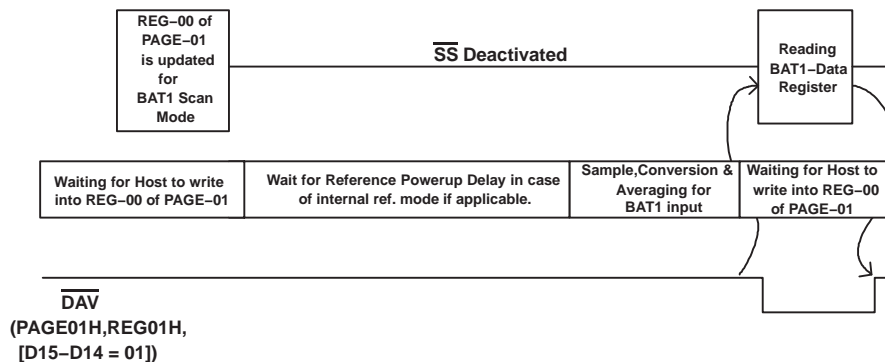 REG-00 of
PAGE-01
is updated
for
BAT1 Scan
Mode
SS Deactivated
Reading
BAT1-Data
Register
Waiting for Host to write
into REG-00 of PAGE-01
Wait for Reference Powerup Delay in case
of internal ref. mode if applicable.
Sample,Conversion &
Averaging for
BAT1 input
Waiting for Host to
write into REG-00
of PAGE-01
DAV
(PAGE01H,REG01H,
[D15-D14 = 01])